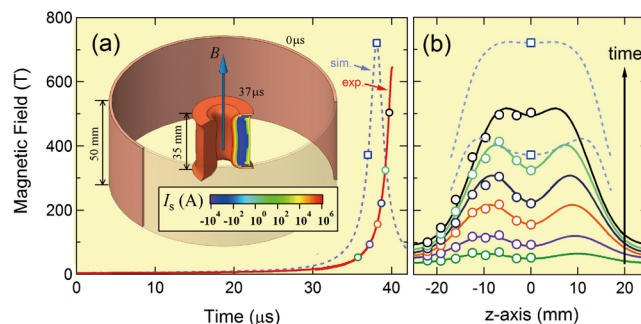 800
(a)
0μs
(b)
B
time
sim.
37μs
exp.
600
Magnetic Field (T)
400
50 mm
35 mm
200
I_s (A)
-10^4 -10^2 10^0 10^2 10^4 10^6
0
0 10 20 30 40
-20 -10 0 10 20
Time (μs)
z-axis (mm)